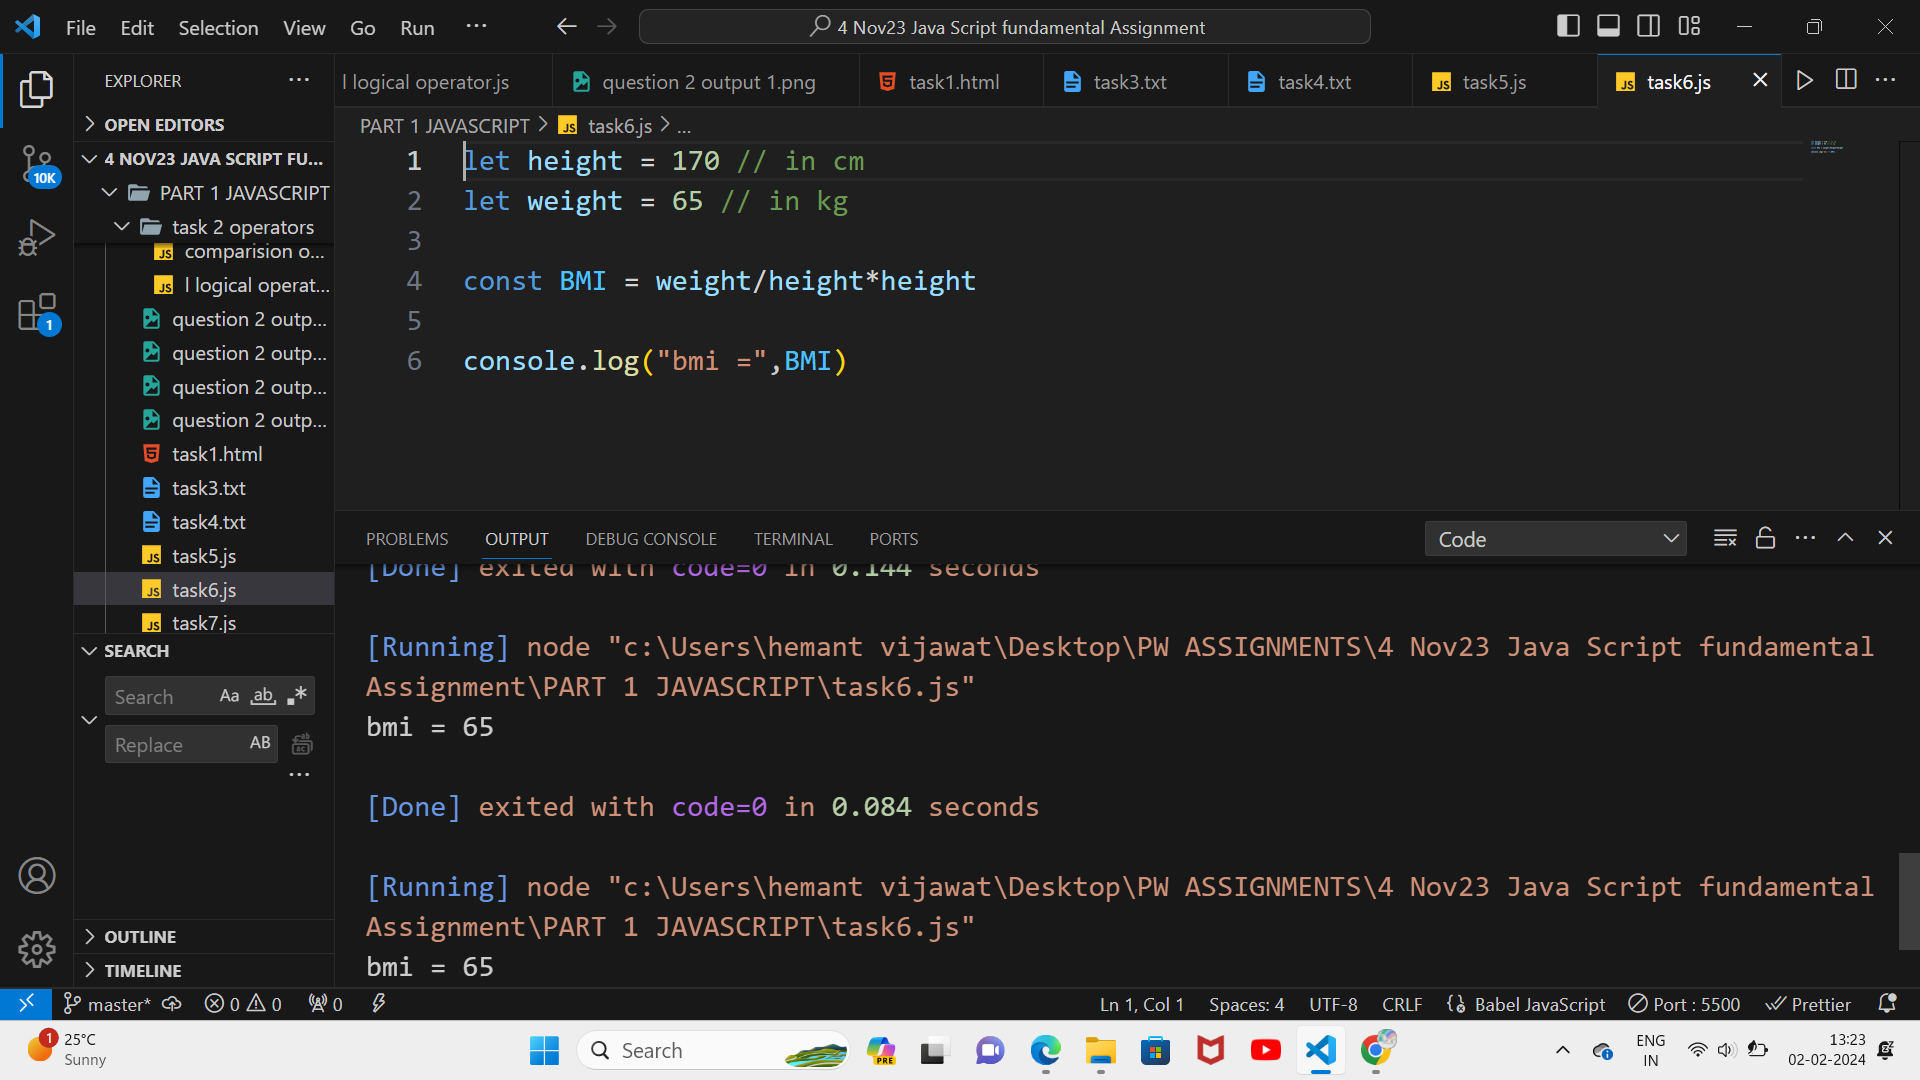 File Edit Selection View Go Run ··· 4 Nov23 Java Script fundamental Assignment
EXPLORER ···
l logical operator.js question 2 output 1.png task1.html task3.txt task4.txt task5.js task6.js
OPEN EDITORS
4 NOV23 JAVA SCRIPT FU...
PART 1 JAVASCRIPT
task 2 operators
comparision o...
l logical operat...
question 2 outp...
question 2 outp...
question 2 outp...
question 2 outp...
task1.html
task3.txt
task4.txt
task5.js
task6.js
task7.js
10K
1
SEARCH
Search Aa ab .*
Replace AB
···
OUTLINE
TIMELINE
PART 1 JAVASCRIPT > JS task6.js > ...
1 let height = 170 // in cm
2 let weight = 65 // in kg
3
4 const BMI = weight/height*height
5
6 console.log("bmi =",BMI)
PROBLEMS OUTPUT DEBUG CONSOLE TERMINAL PORTS Code
[Done] exited with code=0 in 0.144 seconds
[Running] node "c:\Users\hemant vijawat\Desktop\PW ASSIGNMENTS\4 Nov23 Java Script fundamental
Assignment\PART 1 JAVASCRIPT\task6.js"
bmi = 65
[Done] exited with code=0 in 0.084 seconds
[Running] node "c:\Users\hemant vijawat\Desktop\PW ASSIGNMENTS\4 Nov23 Java Script fundamental
Assignment\PART 1 JAVASCRIPT\task6.js"
bmi = 65
master* 0 0 0 Ln 1, Col 1 Spaces: 4 UTF-8 CRLF Babel JavaScript Port : 5500 Prettier
1 25°C
Sunny
Search
PRE
ENG
IN
13:23
02-02-2024